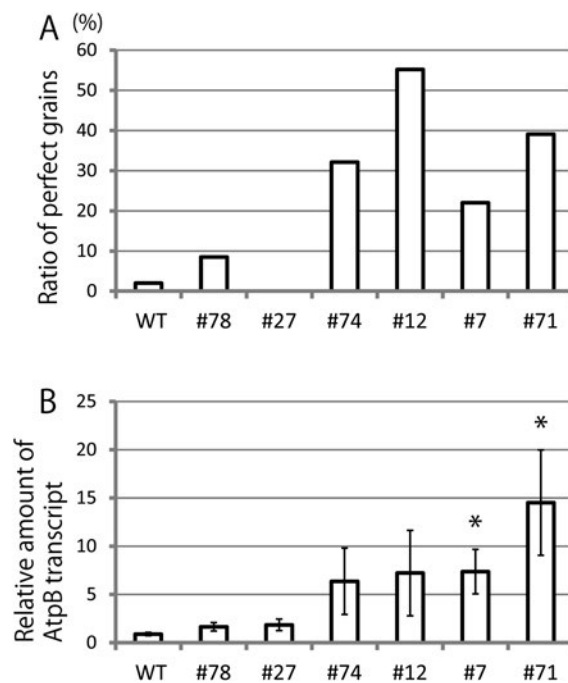 A (%)
Ratio of perfect grains
60
50
40
30
20
10
0
WT #78 #27 #74 #12 #7 #71
B
Relative amount of
AtpB transcript
25
20
15
10
5
0
* *
WT #78 #27 #74 #12 #7 #71